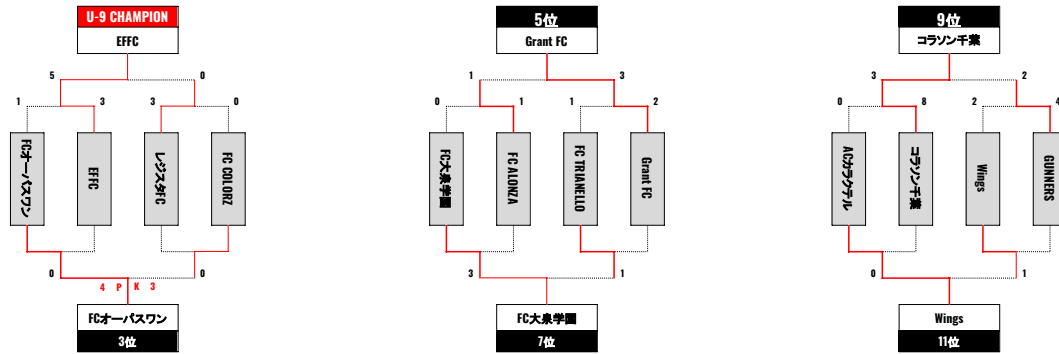 U-9 CHAMPION
EFFC
5 0
1 3 3 0
FCオーパスワン
EFFC
レジスタFC
FC COLORZ
0 0
4 P K 3
FCオーパスワン
3位
5位
Grant FC
1 3
0 1 1 2
FC大泉学園
FC ALONZA
FC TRIANELLO
Grant FC
3 1
FC大泉学園
7位
9位
コラソン千葉
3 2
0 8 2 4
ACカラクテル
コラソン千葉
Wings
GUNNERS
0 1
Wings
11位